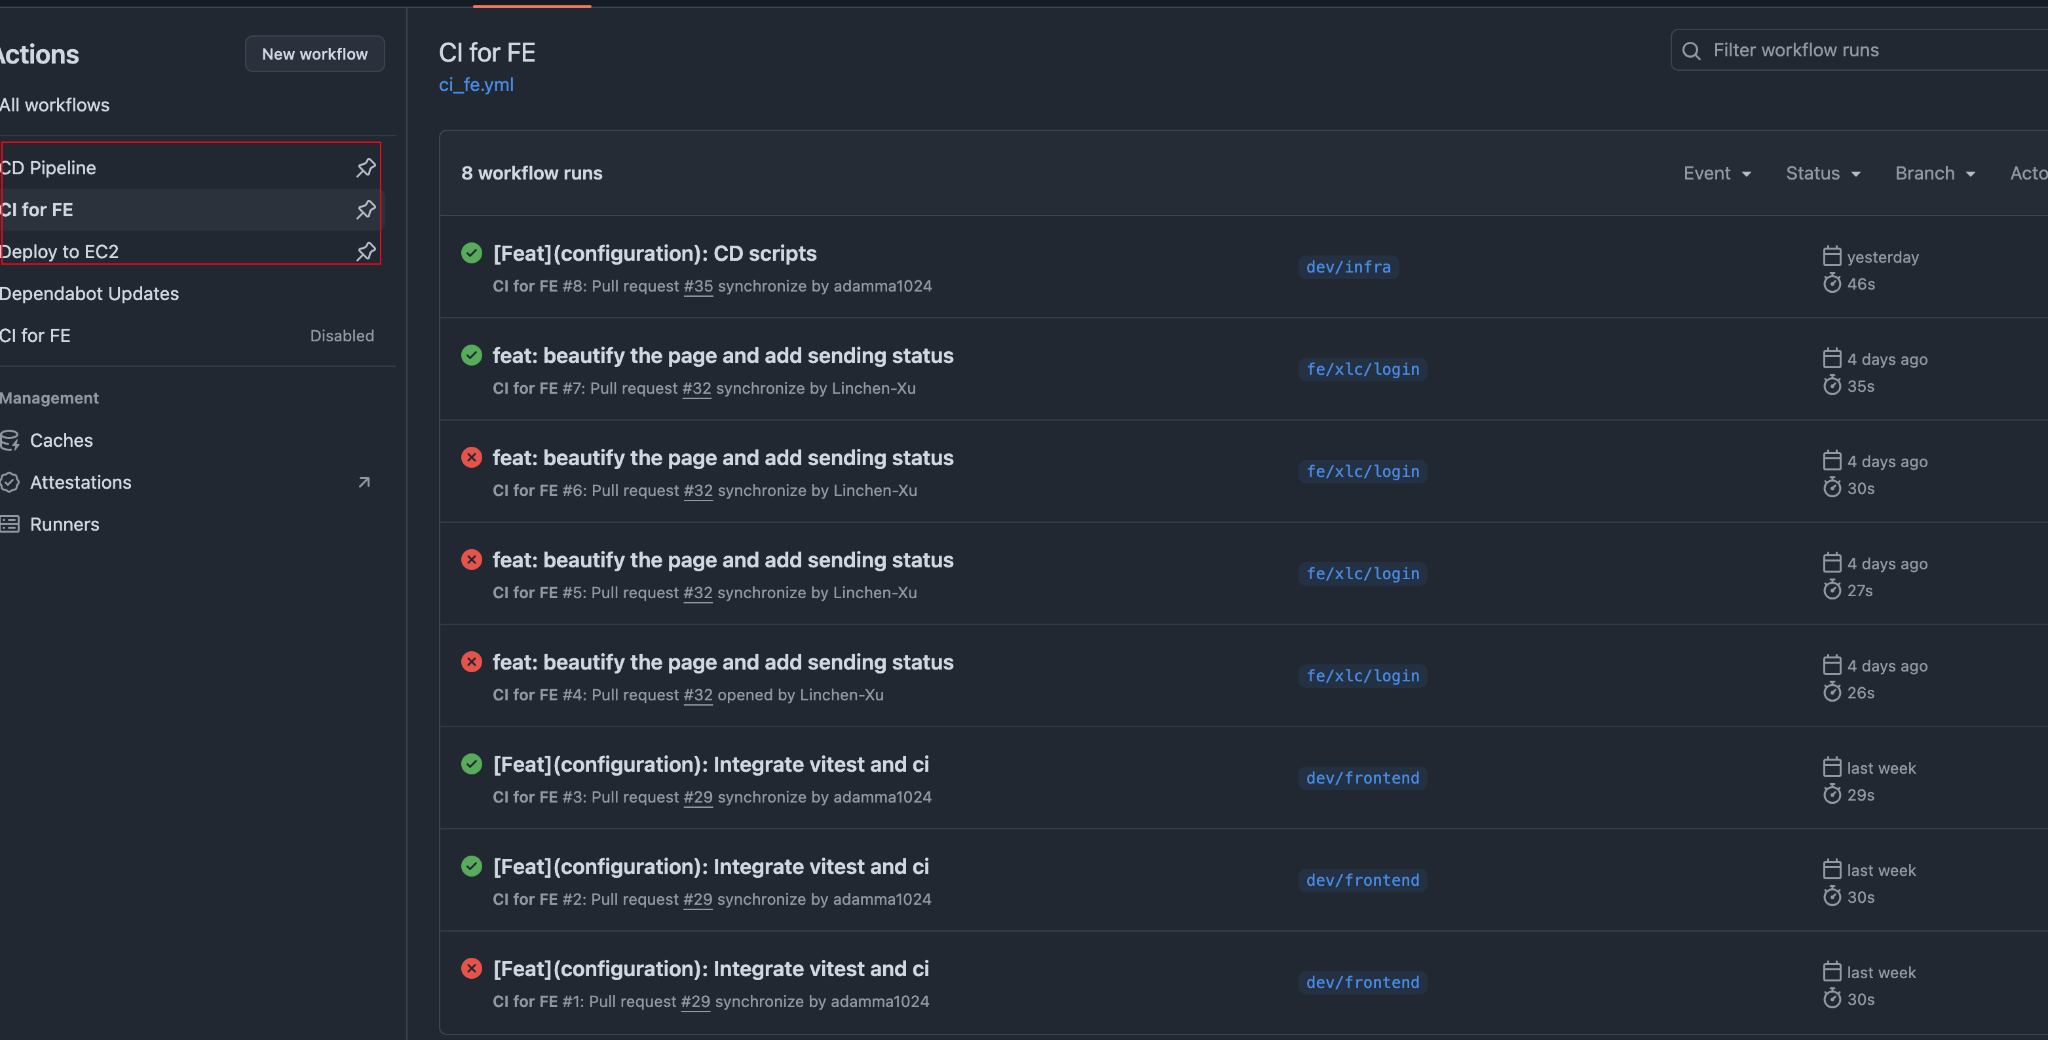 Actions
New workflow
All workflows
CD Pipeline
CI for FE
Deploy to EC2
Dependabot Updates
CI for FE
Disabled
Management
Caches
Attestations
Runners
CI for FE
ci_fe.yml
Filter workflow runs
8 workflow runs
Event
Status
Branch
Acto
[Feat](configuration): CD scripts
CI for FE #8: Pull request #35 synchronize by adamma1024
dev/infra
yesterday
46s
feat: beautify the page and add sending status
CI for FE #7: Pull request #32 synchronize by Linchen-Xu
fe/xlc/login
4 days ago
35s
feat: beautify the page and add sending status
CI for FE #6: Pull request #32 synchronize by Linchen-Xu
fe/xlc/login
4 days ago
30s
feat: beautify the page and add sending status
CI for FE #5: Pull request #32 synchronize by Linchen-Xu
fe/xlc/login
4 days ago
27s
feat: beautify the page and add sending status
CI for FE #4: Pull request #32 opened by Linchen-Xu
fe/xlc/login
4 days ago
26s
[Feat](configuration): Integrate vitest and ci
CI for FE #3: Pull request #29 synchronize by adamma1024
dev/frontend
last week
29s
[Feat](configuration): Integrate vitest and ci
CI for FE #2: Pull request #29 synchronize by adamma1024
dev/frontend
last week
30s
[Feat](configuration): Integrate vitest and ci
CI for FE #1: Pull request #29 synchronize by adamma1024
dev/frontend
last week
30s